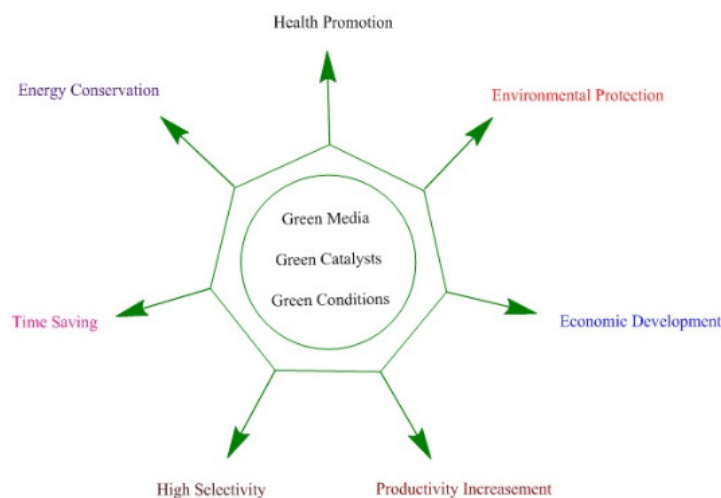 Health Promotion
Energy Conservation
Environmental Protection
Green Media
Green Catalysts
Green Conditions
Time Saving
Economic Development
High Selectivity
Productivity Increasement